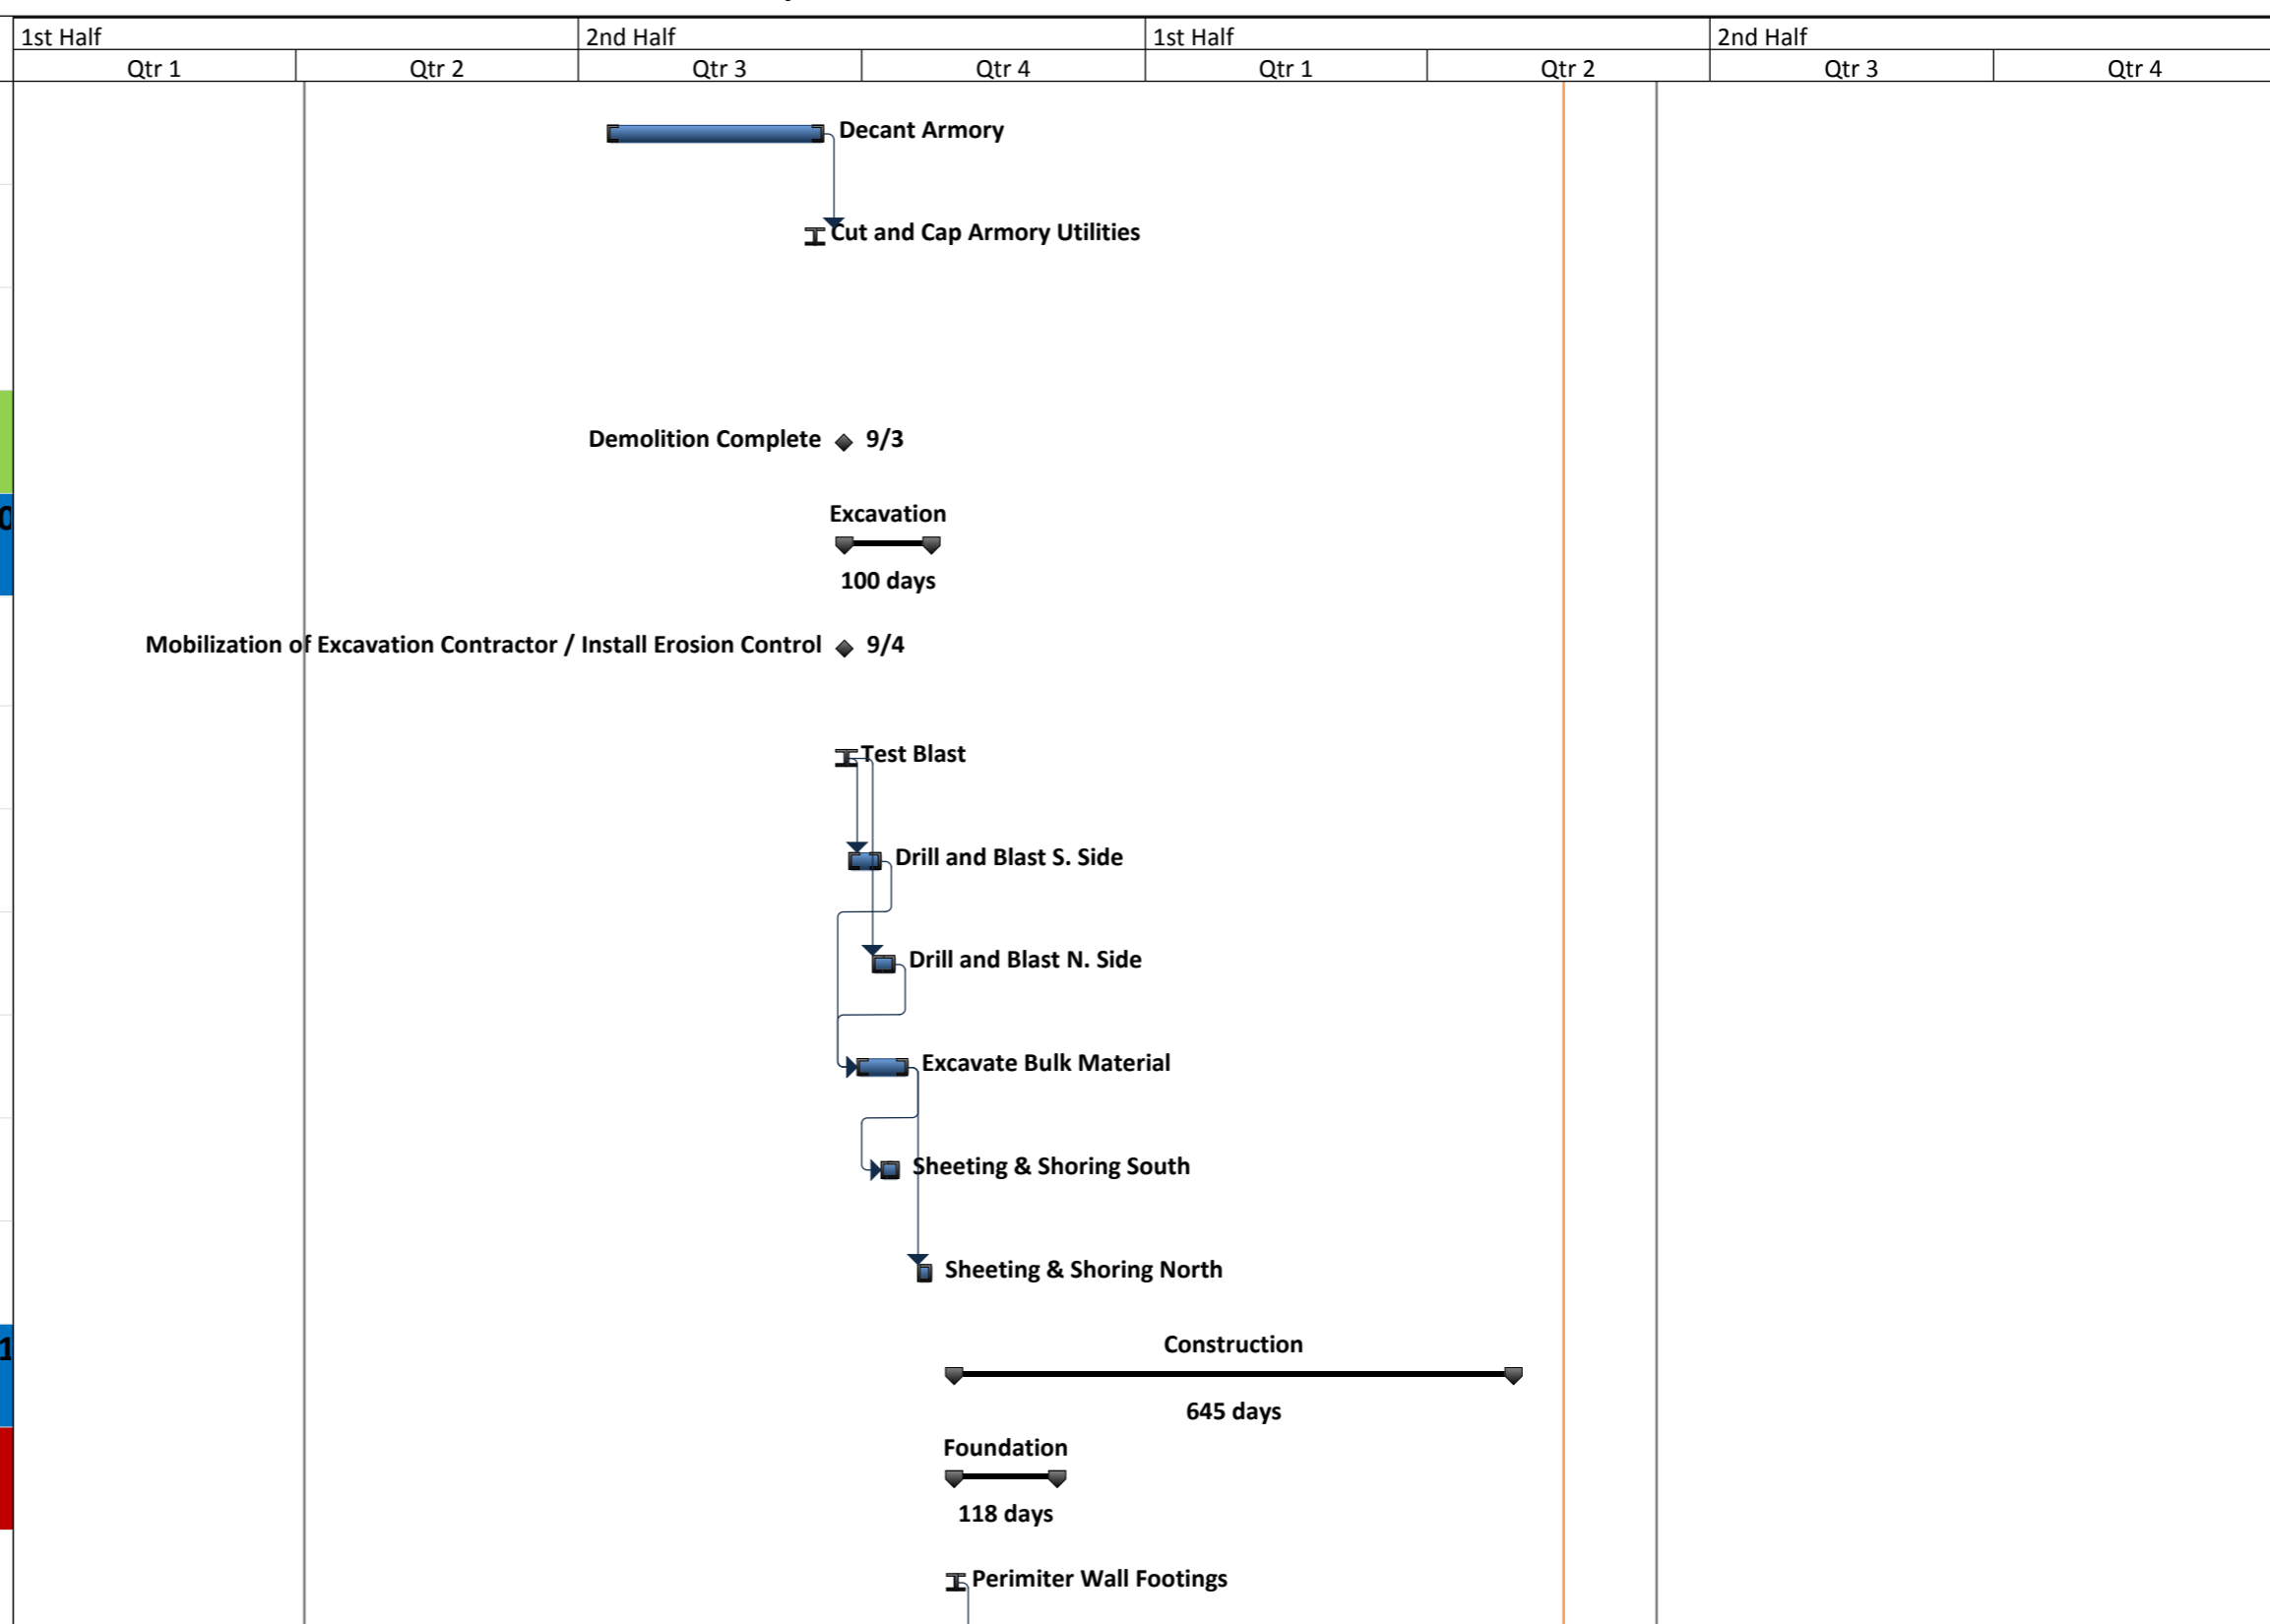 1st Half 2nd Half 1st Half 2nd Half
Qtr 1 Qtr 2 Qtr 3 Qtr 4 Qtr 1 Qtr 2 Qtr 3 Qtr 4
Decant Armory
Cut and Cap Armory Utilities
Demolition Complete 9/3
0
Excavation
100 days
Mobilization of Excavation Contractor / Install Erosion Control 9/4
Test Blast
Drill and Blast S. Side
Drill and Blast N. Side
Excavate Bulk Material
Sheeting & Shoring South
Sheeting & Shoring North
1
Construction
645 days
Foundation
118 days
Perimiter Wall Footings